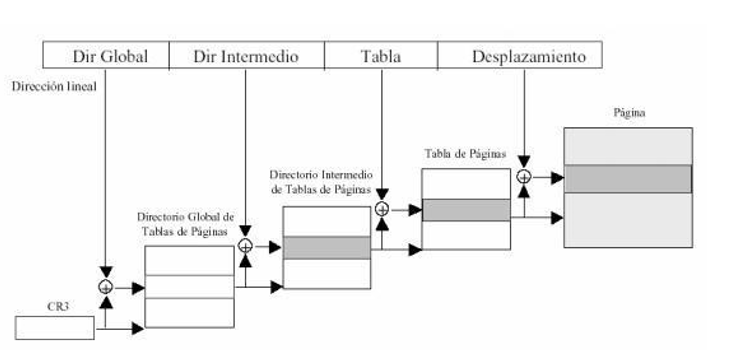 Dir Global Dir Intermedio Tabla Desplazamiento
Dirección lineal
Página
Tabla de Páginas
Directorio Intermedio
de Tablas de Páginas
Directorio Global de
Tablas de Páginas
CR3